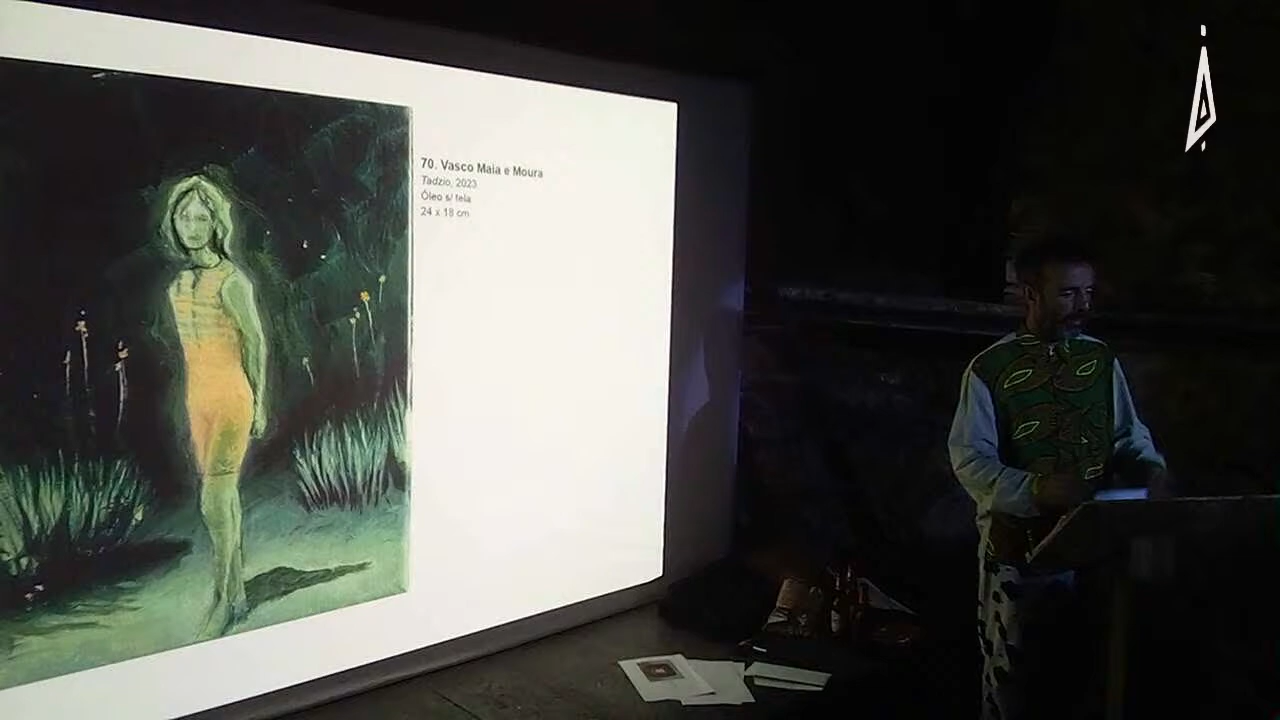 70. Vasco Maia e Moura
Tadzio, 2023
Óleo s/ tela
24 x 18 cm